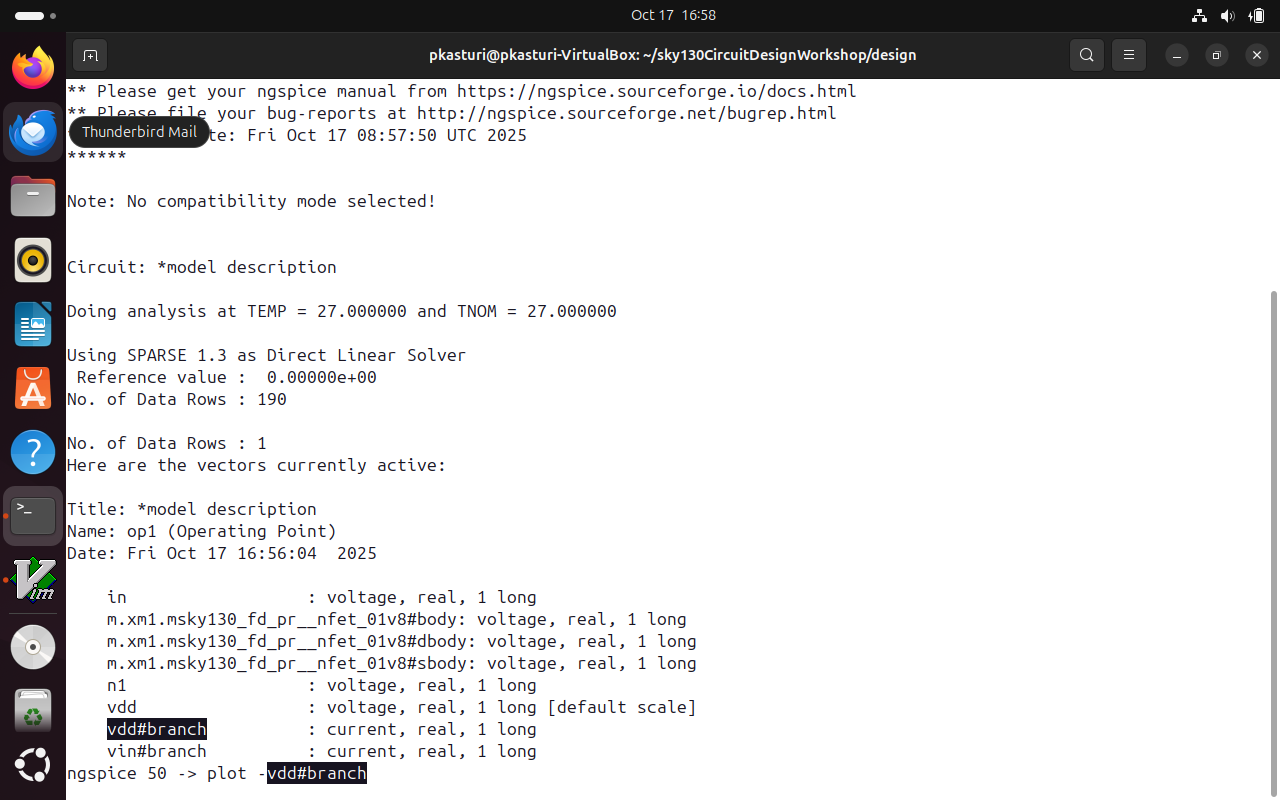 Oct 17 16:58
pkasturi@pkasturi-VirtualBox: ~/sky130CircuitDesignWorkshop/design
** Please get your ngspice manual from https://ngspice.sourceforge.io/docs.html
** Please file your bug-reports at http://ngspice.sourceforge.net/bugrep.html
Thunderbird Mail
te: Fri Oct 17 08:57:50 UTC 2025
******
Note: No compatibility mode selected!
Circuit: *model description
Doing analysis at TEMP = 27.000000 and TNOM = 27.000000
Using SPARSE 1.3 as Direct Linear Solver
Reference value :  0.00000e+00
No. of Data Rows : 190
No. of Data Rows : 1
Here are the vectors currently active:
Title: *model description
Name: op1 (Operating Point)
Date: Fri Oct 17 16:56:04  2025
in                  : voltage, real, 1 long
m.xm1.msky130_fd_pr__nfet_01v8#body: voltage, real, 1 long
m.xm1.msky130_fd_pr__nfet_01v8#dbody: voltage, real, 1 long
m.xm1.msky130_fd_pr__nfet_01v8#sbody: voltage, real, 1 long
n1                  : voltage, real, 1 long
vdd                 : voltage, real, 1 long [default scale]
vdd#branch          : current, real, 1 long
vin#branch          : current, real, 1 long
ngspice 50 -> plot -vdd#branch